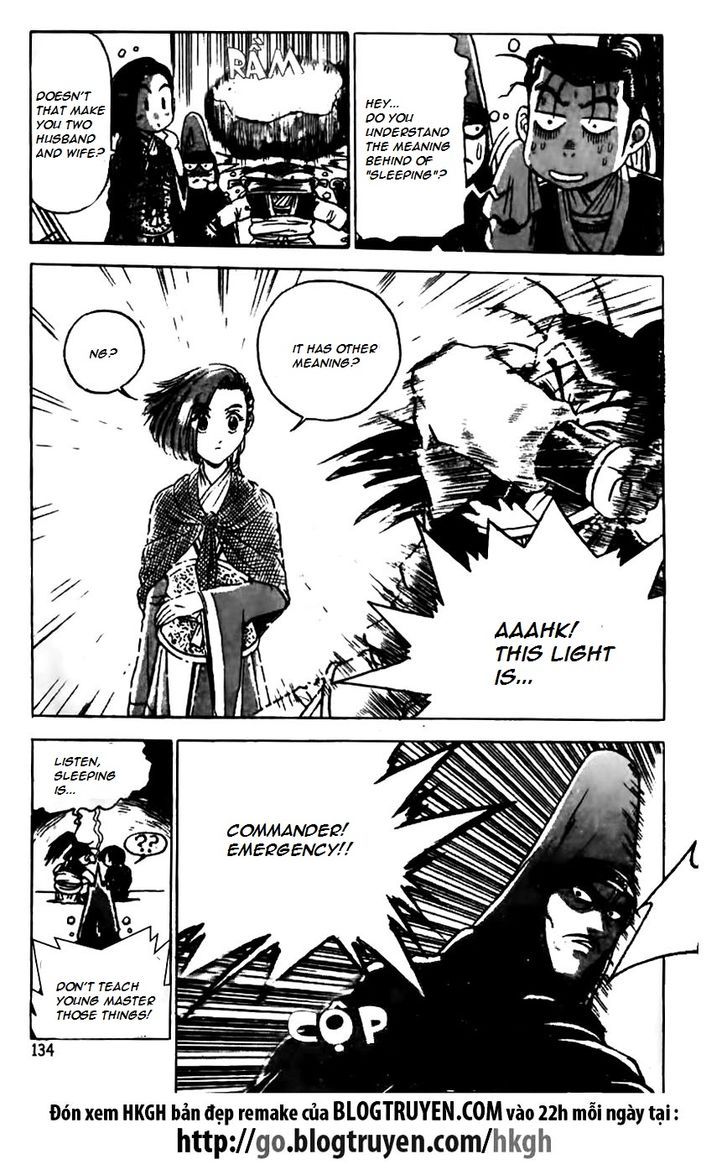 DOESN'T
THAT MAKE
YOU TWO
HUSBAND
AND WIFE?
RẦM
HEY...
DO YOU
UNDERSTAND
THE MEANING
BEHIND OF
"SLEEPING"?
NG?
IT HAS OTHER
MEANING?
AAAHK!
THIS LIGHT
IS...
LISTEN,
SLEEPING
IS...
??
DON'T TEACH
YOUNG MASTER
THOSE THINGS!
COMMANDER!
EMERGENCY!!
CỘP
134
Đón xem HKGH bản đẹp remake của BLOGTRUYEN.COM vào 22h mỗi ngày tại :
http://go.blogtruyen.com/hkgh